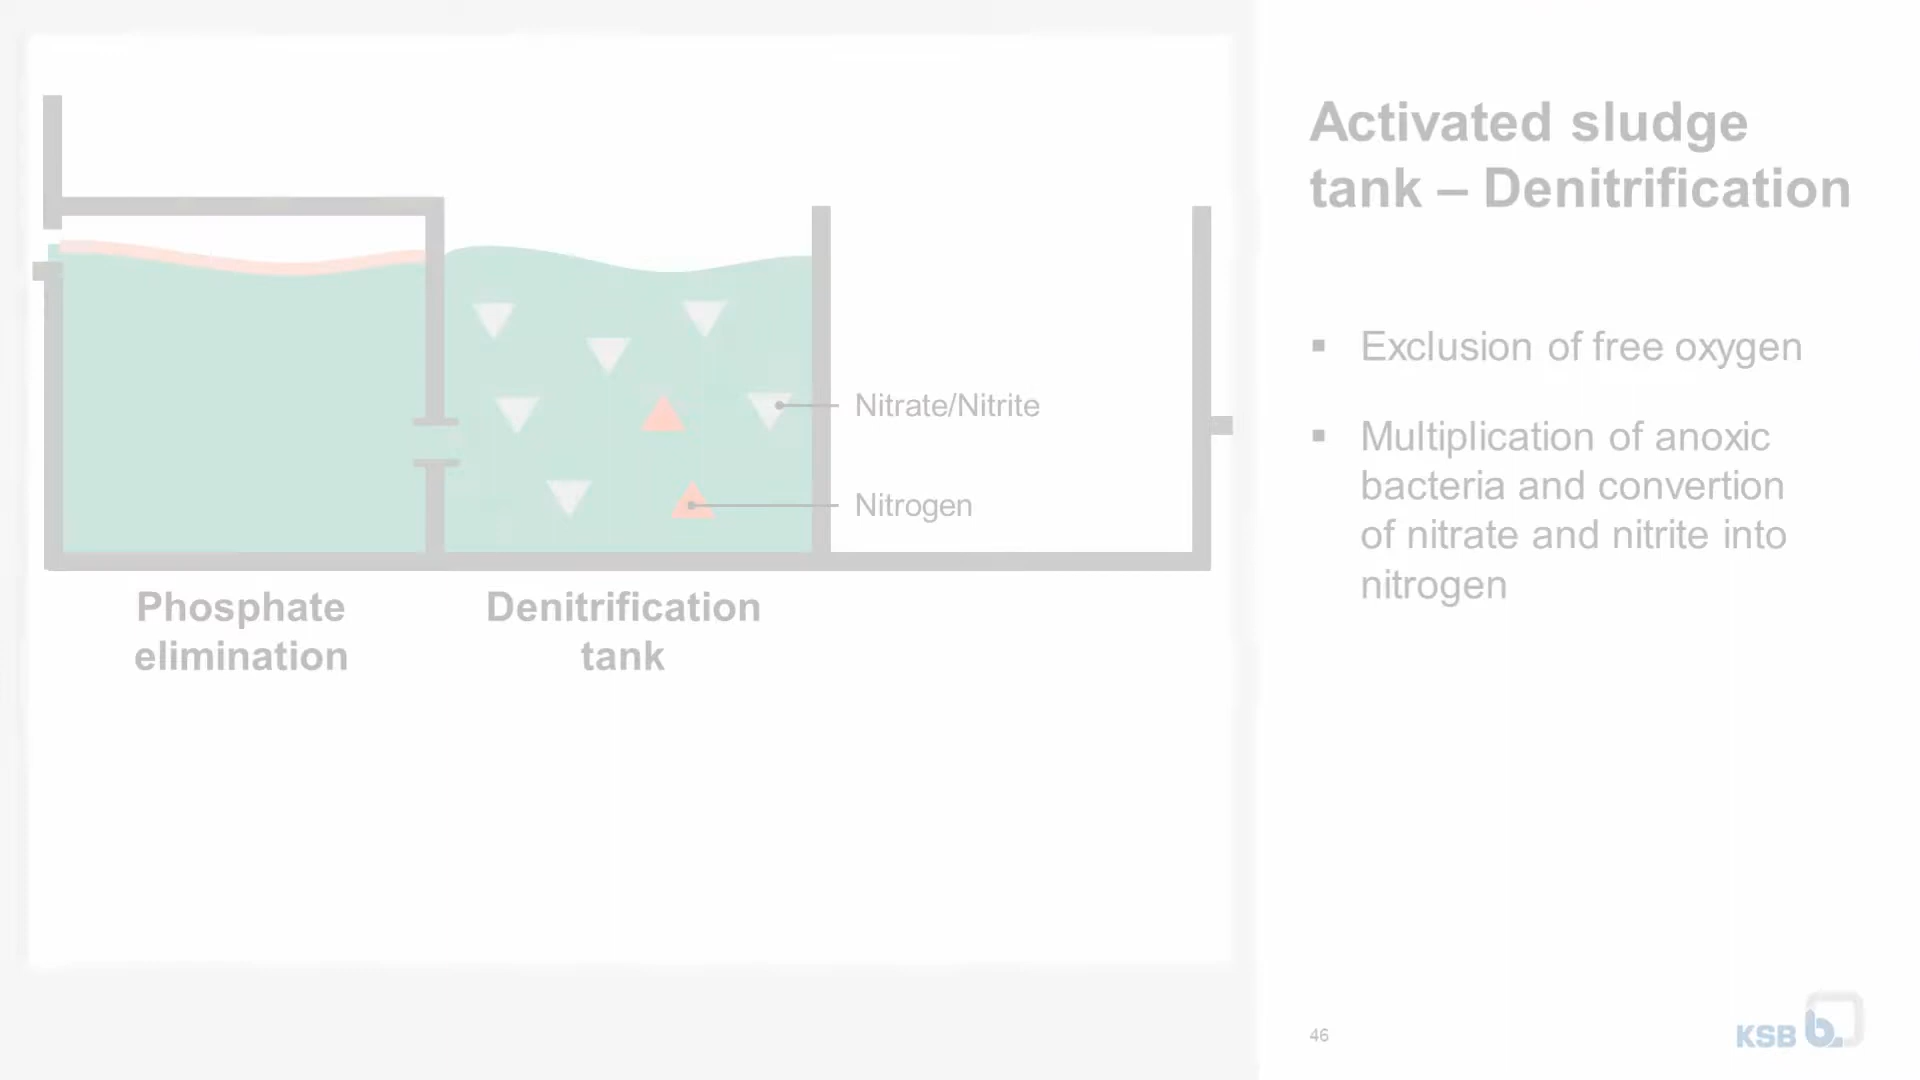 Activated sludge
tank – Denitrification
▪ Exclusion of free oxygen
▪ Multiplication of anoxic
bacteria and convertion
of nitrate and nitrite into
nitrogen
Nitrate/Nitrite
Nitrogen
Phosphate
elimination
Denitrification
tank
46
KSB b.